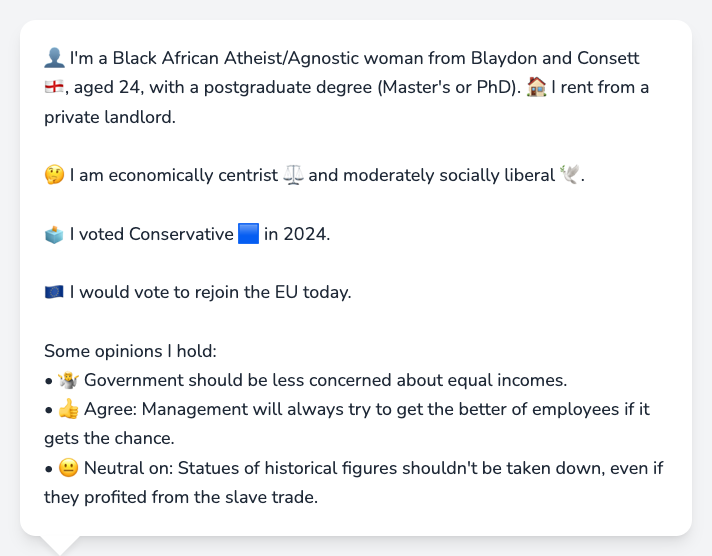 👤 I'm a Black African Atheist/Agnostic woman from Blaydon and Consett
🏴󠁧󠁢󠁥󠁮󠁧󠁿, aged 24, with a postgraduate degree (Master's or PhD). 🏠 I rent from a
private landlord.
🤔 I am economically centrist ⚖️ and moderately socially liberal 🕊️.
🗳️ I voted Conservative 🟦 in 2024.
🇪🇺 I would vote to rejoin the EU today.
Some opinions I hold:
• 🤷 Government should be less concerned about equal incomes.
• 👍 Agree: Management will always try to get the better of employees if it
gets the chance.
• 😐 Neutral on: Statues of historical figures shouldn't be taken down, even if
they profited from the slave trade.